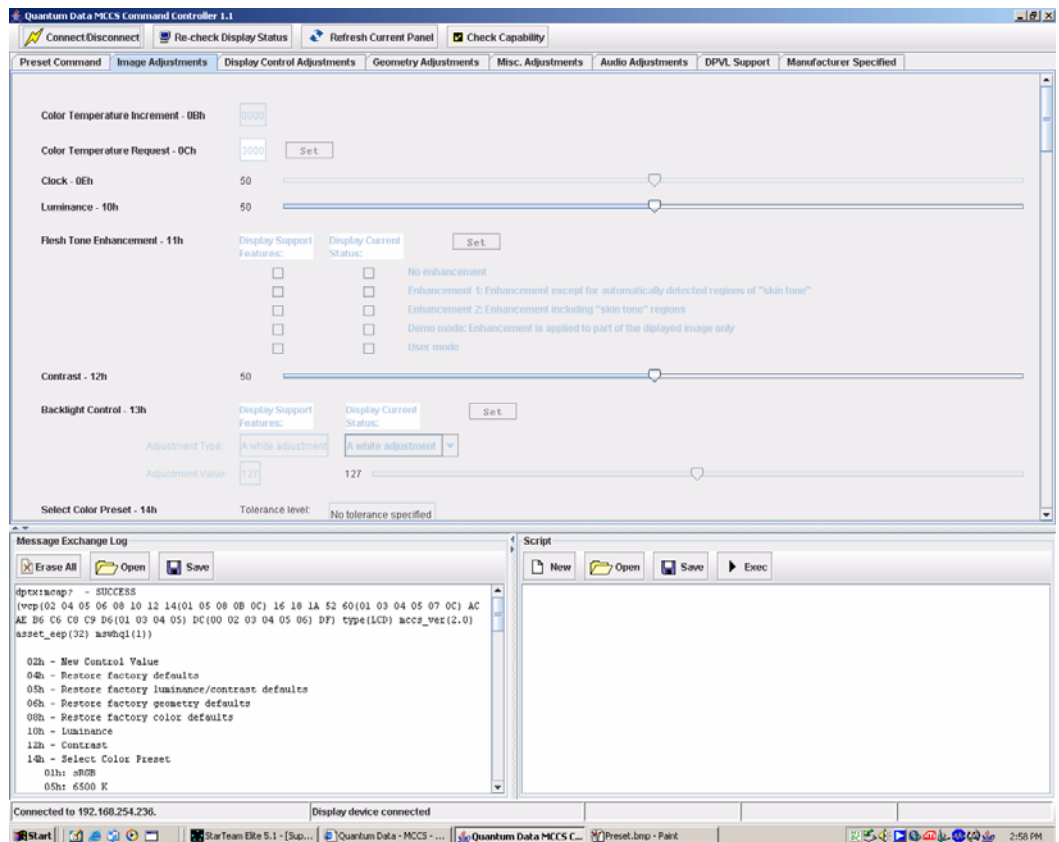 Quantum Data MCCS Command Controller 1.1
Connect/Disconnect Re-check Display Status Refresh Current Panel Check Capability
Preset Command Image Adjustments Display Control Adjustments Geometry Adjustments Misc. Adjustments Audio Adjustments DPVL Support Manufacturer Specified
Color Temperature Increment - 0Bh 0000
Color Temperature Request - 0Ch 3000 Set
Clock - 0Eh 50
Luminance - 10h 50
Flesh Tone Enhancement - 11h Display Support Features: Display Current Status: Set
No enhancement
Enhancement 1: Enhancement except for automatically detected regions of "skin tone"
Enhancement 2: Enhancement including "skin tone" regions
Demo mode: Enhancement is applied to part of the diplayed image only
User mode
Contrast - 12h 50
Backlight Control - 13h Display Support Features: Display Current Status: Set
Adjustment Type: A white adjustment A white adjustment
Adjustment Value: 127 127
Select Color Preset - 14h Tolerance level: No tolerance specified
Message Exchange Log
Erase All Open Save
dptx:mcap? - SUCCESS
(vcp(02 04 05 06 08 10 12 14(01 05 08 0B 0C) 16 18 1A 52 60(01 03 04 05 07 0C) AC
AE B6 C6 C8 C9 D6(01 03 04 05) DC(00 02 03 04 05 06) DF) type(LCD) mccs_ver(2.0)
asset_eep(32) mswhql(1))
02h - New Control Value
04h - Restore factory defaults
05h - Restore factory luminance/contrast defaults
06h - Restore factory geometry defaults
08h - Restore factory color defaults
10h - Luminance
12h - Contrast
14h - Select Color Preset
01h: sRGB
05h: 6500 K
Script
New Open Save Exec
Connected to 192.168.254.236. Display device connected
Start StarTeam Elite 5.1 - [Sup... Quantum Data - MCCS - ... Quantum Data MCCS C... Preset.bmp - Paint 2:58 PM